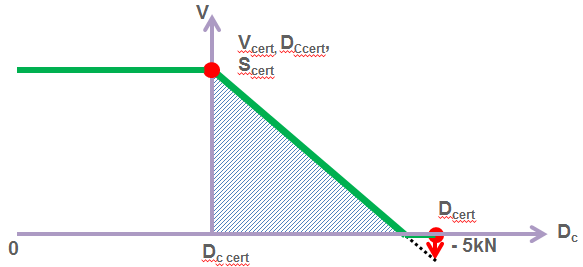 V
Vcert, DCcert,
Scert
Dcert
- 5kN
Dc
0
Dc cert